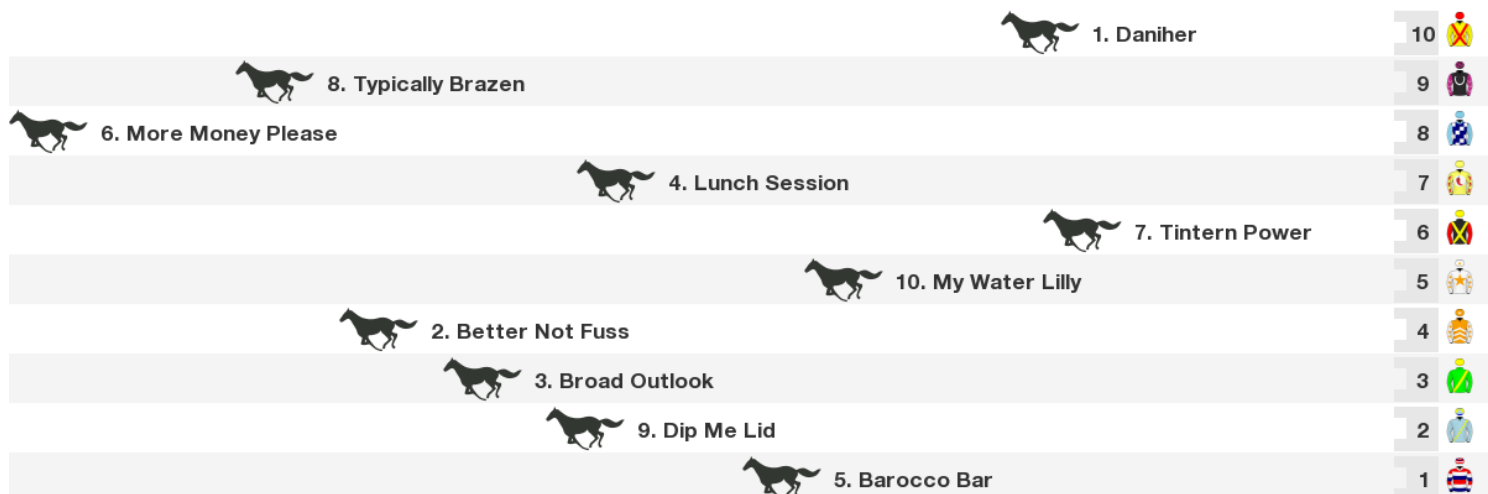 1. Daniher 10
8. Typically Brazen 9
6. More Money Please 8
4. Lunch Session 7
7. Tintern Power 6
10. My Water Lilly 5
2. Better Not Fuss 4
3. Broad Outlook 3
9. Dip Me Lid 2
5. Barocco Bar 1